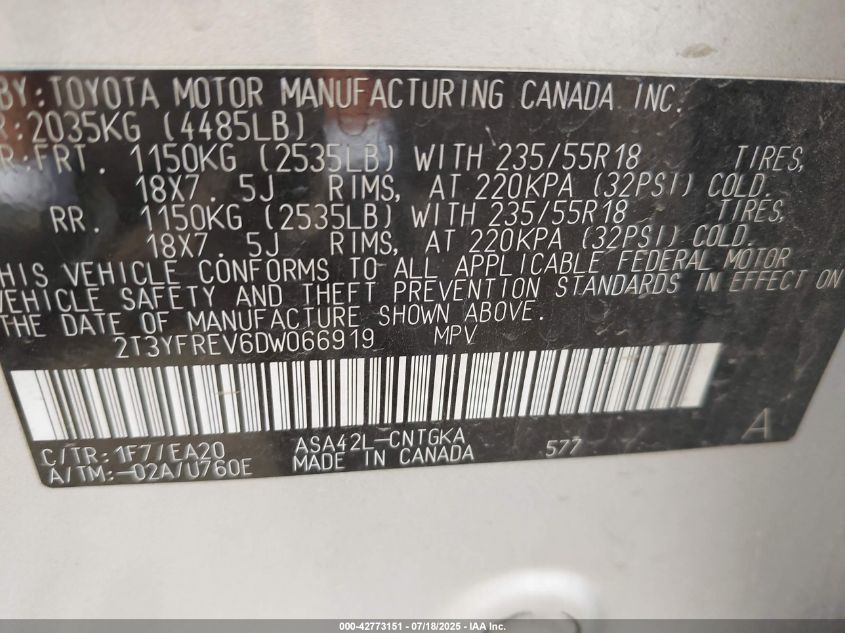 BY: TOYOTA MOTOR MANUFACTURING CANADA INC.
R: 2035KG (4485LB)
R: FRT. 1150KG (2535LB) WITH 235/55R18 TIRES,
18X7. 5J RIMS, AT 220KPA (32PSI) COLD.
RR. 1150KG (2535LB) WITH 235/55R18 TIRES,
18X7. 5J RIMS, AT 220KPA (32PSI) COLD.
HIS VEHICLE CONFORMS TO ALL APPLICABLE FEDERAL MOTOR
VEHICLE SAFETY AND THEFT PREVENTION STANDARDS IN EFFECT ON
THE DATE OF MANUFACTURE SHOWN ABOVE.
2T3YFREV6DW066919 MPV
C/TR: 1F7/EA20 ASA42L-CNTGKA 577 A
A/TM:-02A/U760E MADE IN CANADA
000-42773151 | 07/18/2025 - IAA Inc.